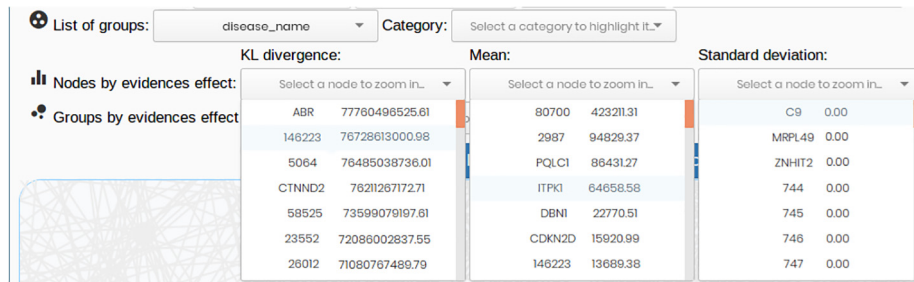 List of groups: disease_name Category: Select a category to highlight it...
KL divergence: Mean: Standard deviation:
Nodes by evidences effect: Select a node to zoom in... Select a node to zoom in... Select a node to zoom in...
Groups by evidences effect
ABR 77760496525.61 80700 423211.31 C9 0.00
146223 76728613000.98 2987 94829.37 MRPL49 0.00
5064 76485038736.01 PQLC1 86431.27 ZNHIT2 0.00
CTNND2 76211267172.71 ITPK1 64658.58 744 0.00
58525 73599079197.61 DBN1 22770.51 745 0.00
23552 72086002837.55 CDKN2D 15920.99 746 0.00
26012 71080767489.79 146223 13689.38 747 0.00